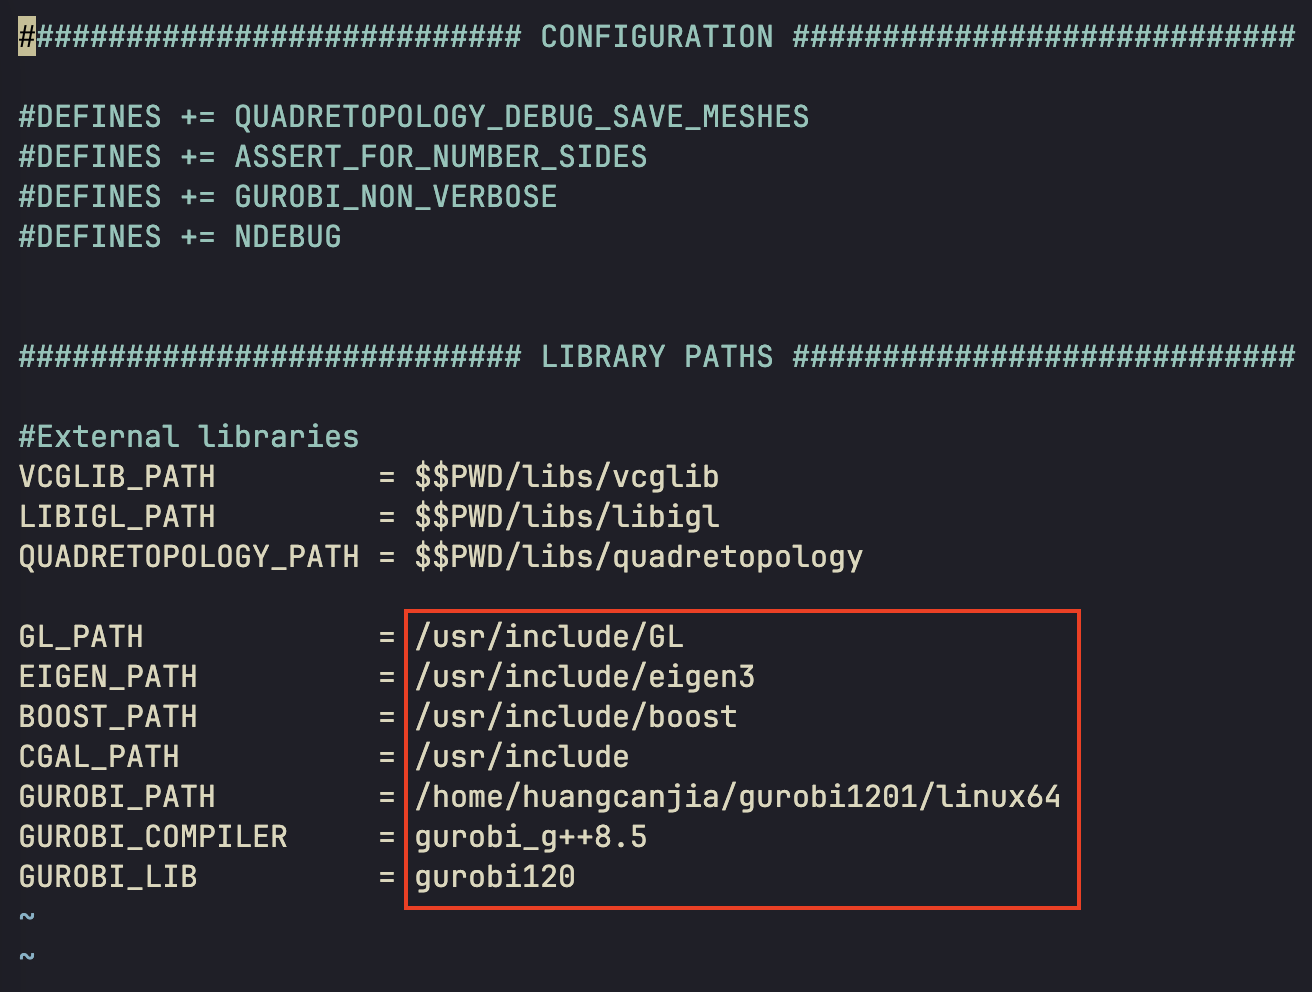 ############################ CONFIGURATION ############################
#DEFINES += QUADRETOPOLOGY_DEBUG_SAVE_MESHES
#DEFINES += ASSERT_FOR_NUMBER_SIDES
#DEFINES += GUROBI_NON_VERBOSE
#DEFINES += NDEBUG
############################ LIBRARY PATHS ############################
#External libraries
VCGLIB_PATH         = $$PWD/libs/vcglib
LIBIGL_PATH         = $$PWD/libs/libigl
QUADRETOPOLOGY_PATH = $$PWD/libs/quadretopology
GL_PATH             = /usr/include/GL
EIGEN_PATH          = /usr/include/eigen3
BOOST_PATH          = /usr/include/boost
CGAL_PATH           = /usr/include
GUROBI_PATH         = /home/huangcanjia/gurobi1201/linux64
GUROBI_COMPILER     = gurobi_g++8.5
GUROBI_LIB          = gurobi120
~
~